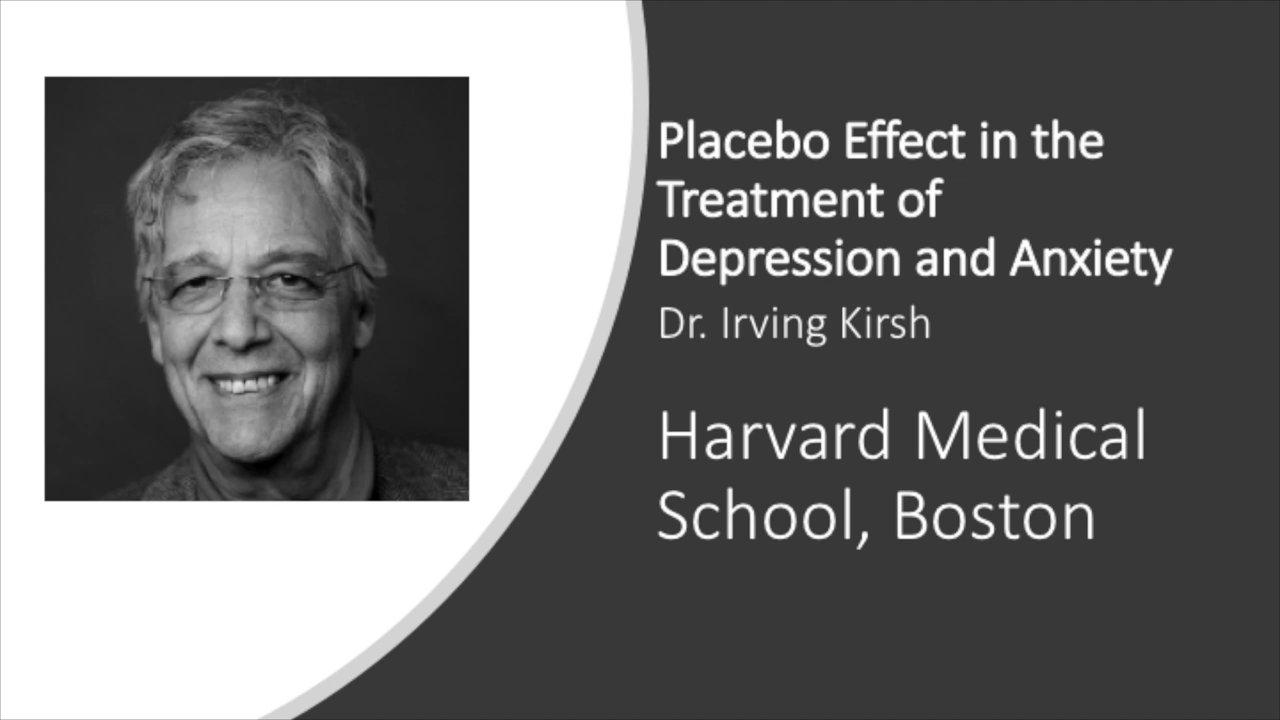 Placebo Effect in the
Treatment of
Depression and Anxiety
Dr. Irving Kirsh
Harvard Medical
School, Boston